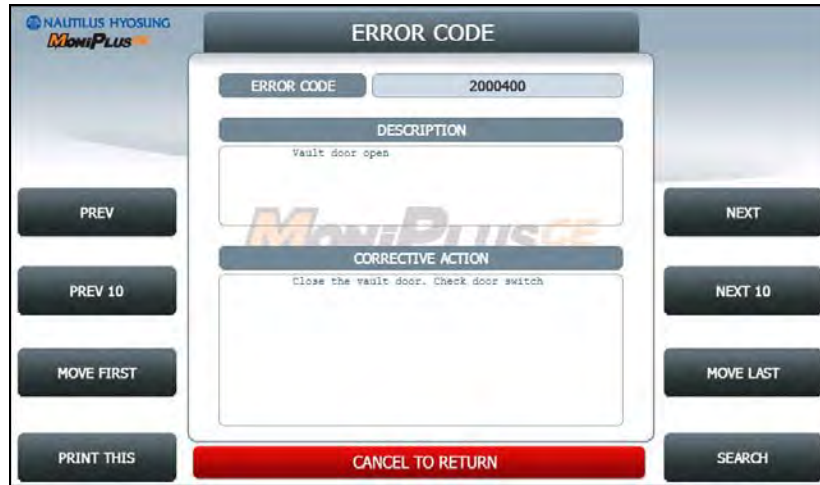 NAUTILUS HYOSUNG
MONiPLUSCE
ERROR CODE
ERROR CODE
2000400
DESCRIPTION
Vault door open
MONiPLUSCE
CORRECTIVE ACTION
Close the vault door. Check door switch
PREV
PREV 10
MOVE FIRST
PRINT THIS
NEXT
NEXT 10
MOVE LAST
SEARCH
CANCEL TO RETURN